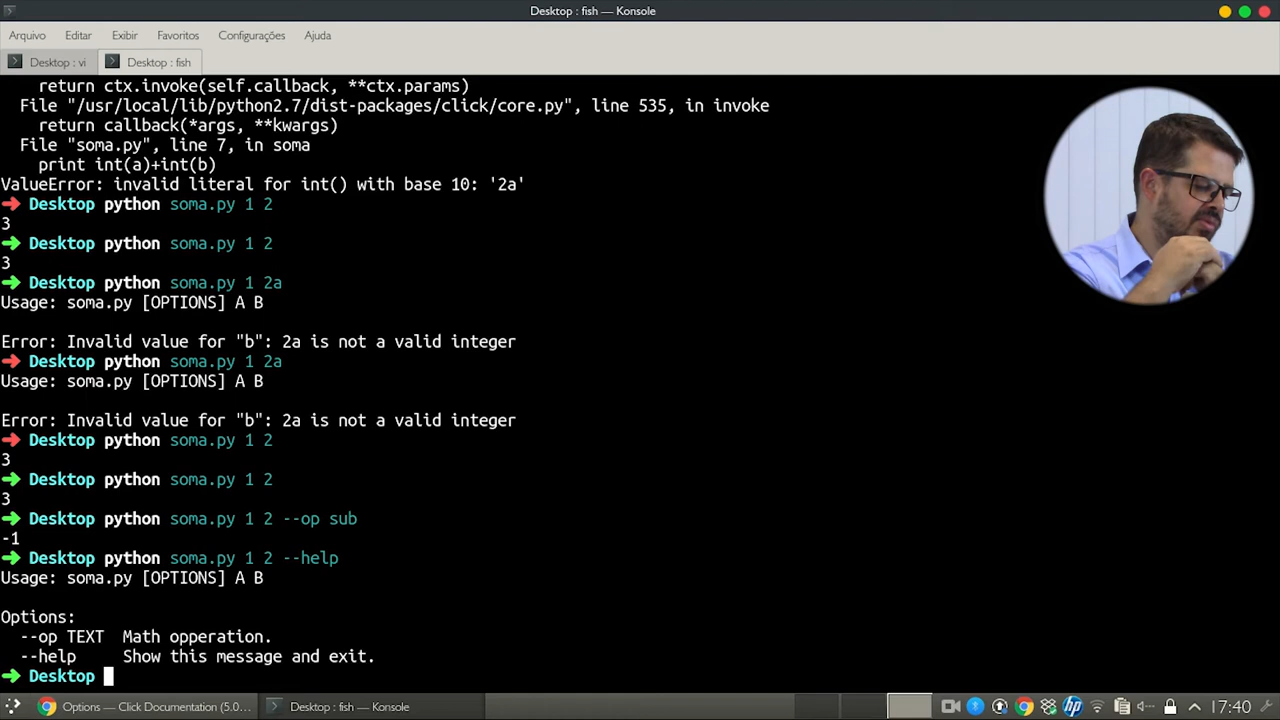 Desktop : fish — Konsole
Arquivo Editar Exibir Favoritos Configurações Ajuda
Desktop : vi Desktop : fish
return ctx.invoke(self.callback, **ctx.params)
File "/usr/local/lib/python2.7/dist-packages/click/core.py", line 535, in invoke
return callback(*args, **kwargs)
File "soma.py", line 7, in soma
print int(a)+int(b)
ValueError: invalid literal for int() with base 10: '2a'
➜ Desktop python soma.py 1 2
3
➜ Desktop python soma.py 1 2
3
➜ Desktop python soma.py 1 2a
Usage: soma.py [OPTIONS] A B
Error: Invalid value for "b": 2a is not a valid integer
➜ Desktop python soma.py 1 2a
Usage: soma.py [OPTIONS] A B
Error: Invalid value for "b": 2a is not a valid integer
➜ Desktop python soma.py 1 2
3
➜ Desktop python soma.py 1 2
3
➜ Desktop python soma.py 1 2 --op sub
-1
➜ Desktop python soma.py 1 2 --help
Usage: soma.py [OPTIONS] A B
Options:
--op TEXT Math opperation.
--help Show this message and exit.
➜ Desktop
Options — Click Documentation (5.0... Desktop : fish — Konsole hp 17:40